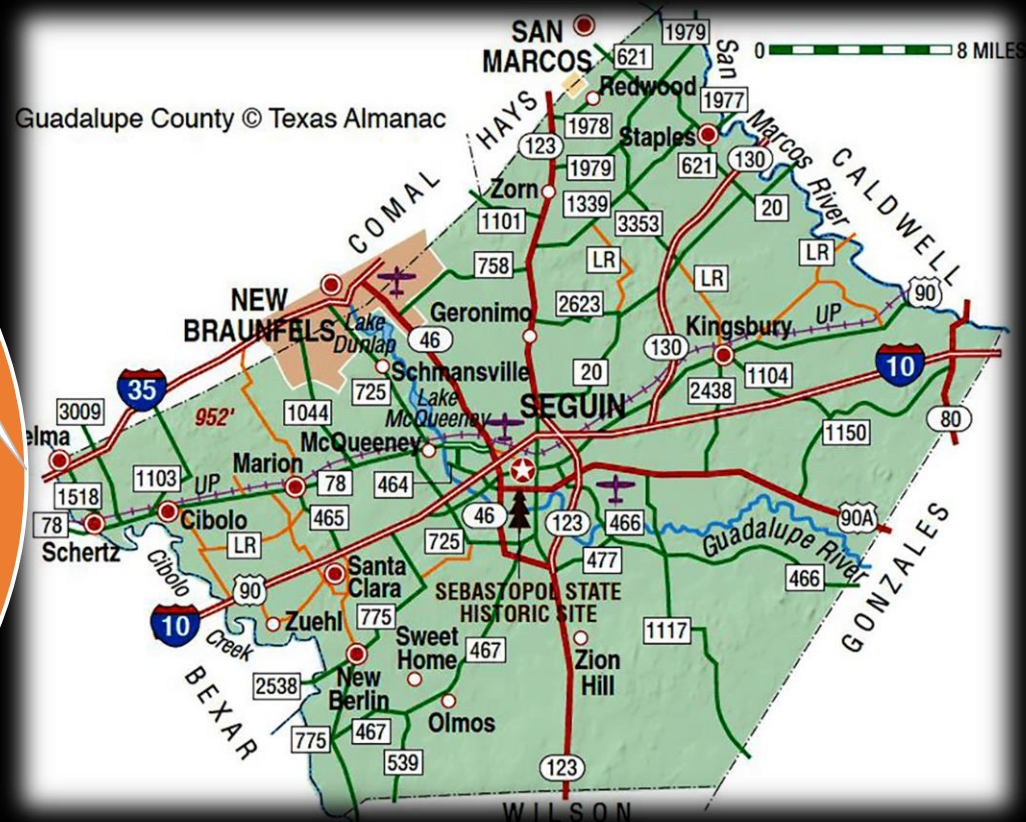 SAN
MARCOS
1979
San
0
8 MILES
621
Redwood
1977
Guadalupe County © Texas Almanac
HAYS
1978
Staples
Marcos
River
123
130
CALDWELL
1979
621
Zorn
1339
20
COMAL
1101
3353
LR
LR
LR
758
90
NEW
BRAUNFELS
Lake
Dunlap
Geronimo
2623
UP
46
130
Kingsbury
35
Schmansville
20
10
725
2438
1104
3009
952'
1044
Lake
McQueeney
SEGUIN
80
elma
McQueeney
1150
Marion
1103
UP
78
464
1518
465
78
Cibolo
46
123
466
90A
Schertz
LR
725
Guadalupe River
Cibolo
477
Santa
Clara
466
90
SEBASTOPOL STATE
HISTORIC SITE
GONZALES
10
Zuehl
775
Creek
Sweet
Home
467
1117
Zion
Hill
BEXAR
2538
New
Berlin
Olmos
775
467
539
123
WILSON